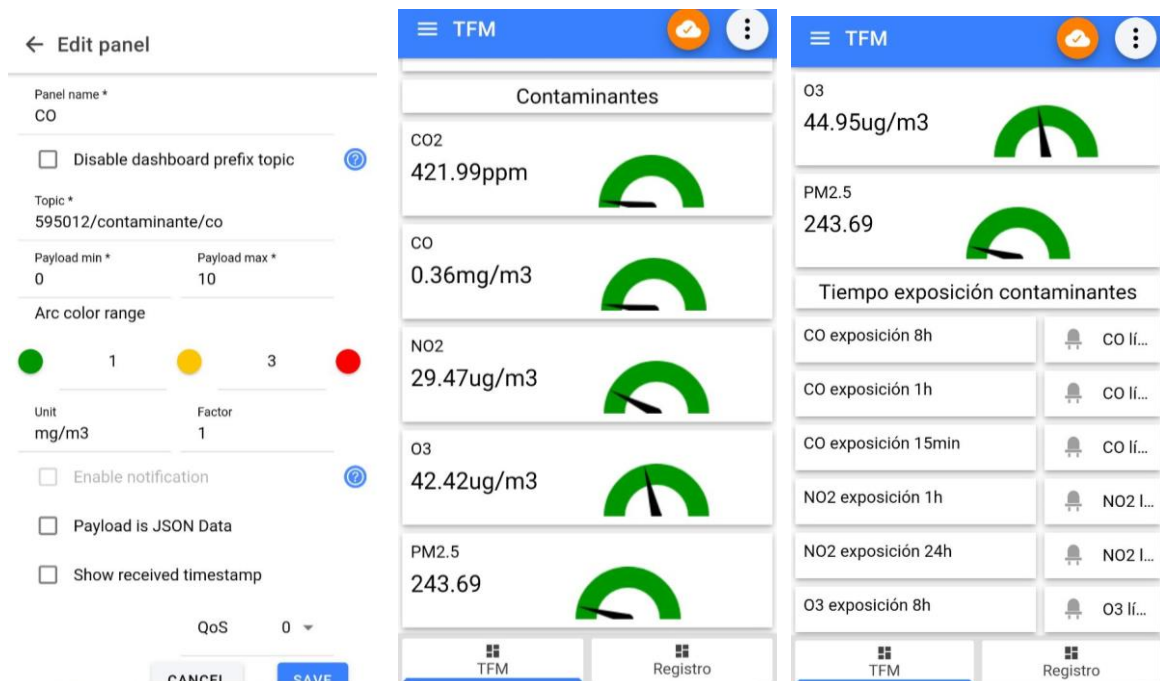 Edit panel
Panel name *
CO
Disable dashboard prefix topic
Topic *
595012/contaminante/co
Payload min * Payload max *
0 10
Arc color range
1 3
Unit Factor
mg/m3 1
Enable notification
Payload is JSON Data
Show received timestamp
QoS 0
CANCEL SAVE
TFM
Contaminantes
CO2
421.99ppm
CO
0.36mg/m3
NO2
29.47ug/m3
O3
42.42ug/m3
PM2.5
243.69
TFM Registro
TFM
O3
44.95ug/m3
PM2.5
243.69
Tiempo exposición contaminantes
CO exposición 8h CO lí...
CO exposición 1h CO lí...
CO exposición 15min CO lí...
NO2 exposición 1h NO2 l...
NO2 exposición 24h NO2 l...
O3 exposición 8h O3 lí...
TFM Registro